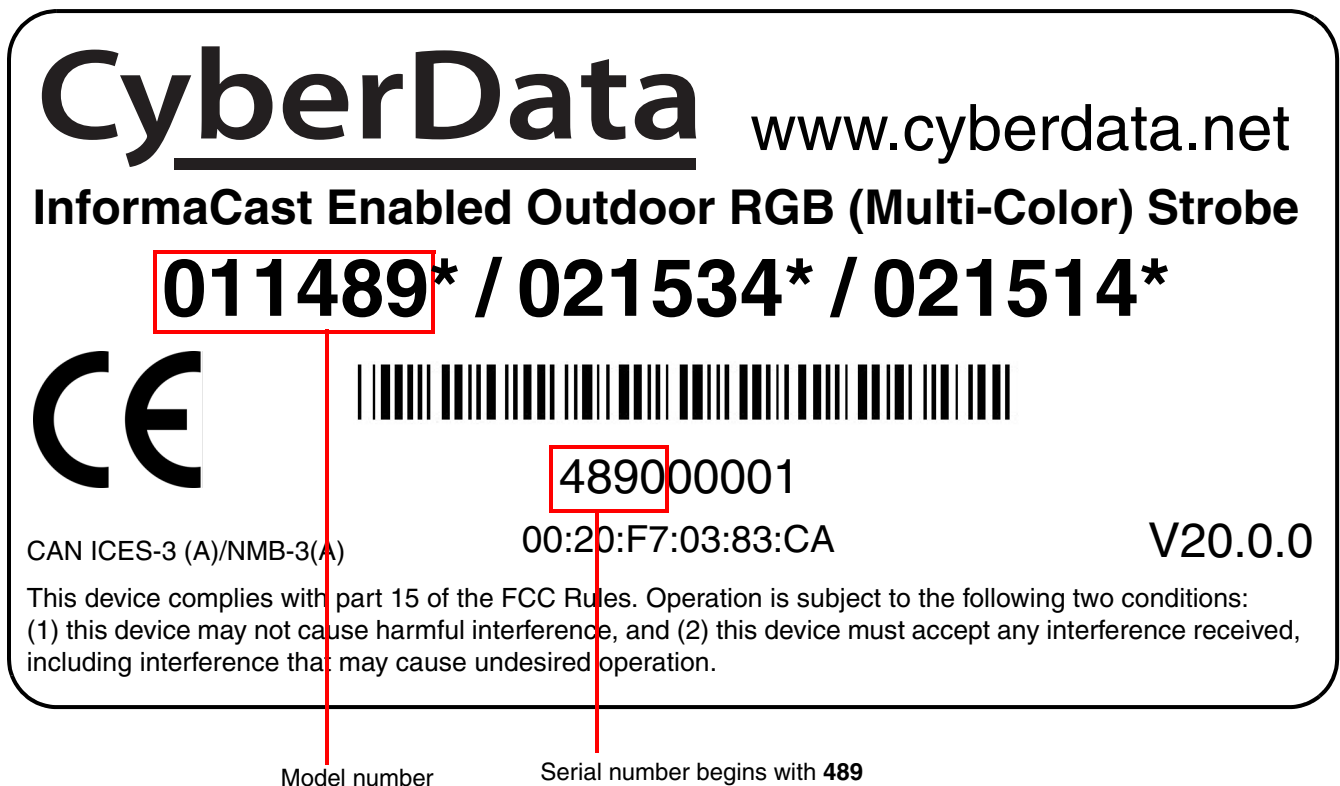 CyberData www.cyberdata.net
InformaCast Enabled Outdoor RGB (Multi-Color) Strobe
011489* / 021534* / 021514*
CE
489000001
CAN ICES-3 (A)/NMB-3(A) 00:20:F7:03:83:CA V20.0.0
This device complies with part 15 of the FCC Rules. Operation is subject to the following two conditions:
(1) this device may not cause harmful interference, and (2) this device must accept any interference received,
including interference that may cause undesired operation.
Model number Serial number begins with 489